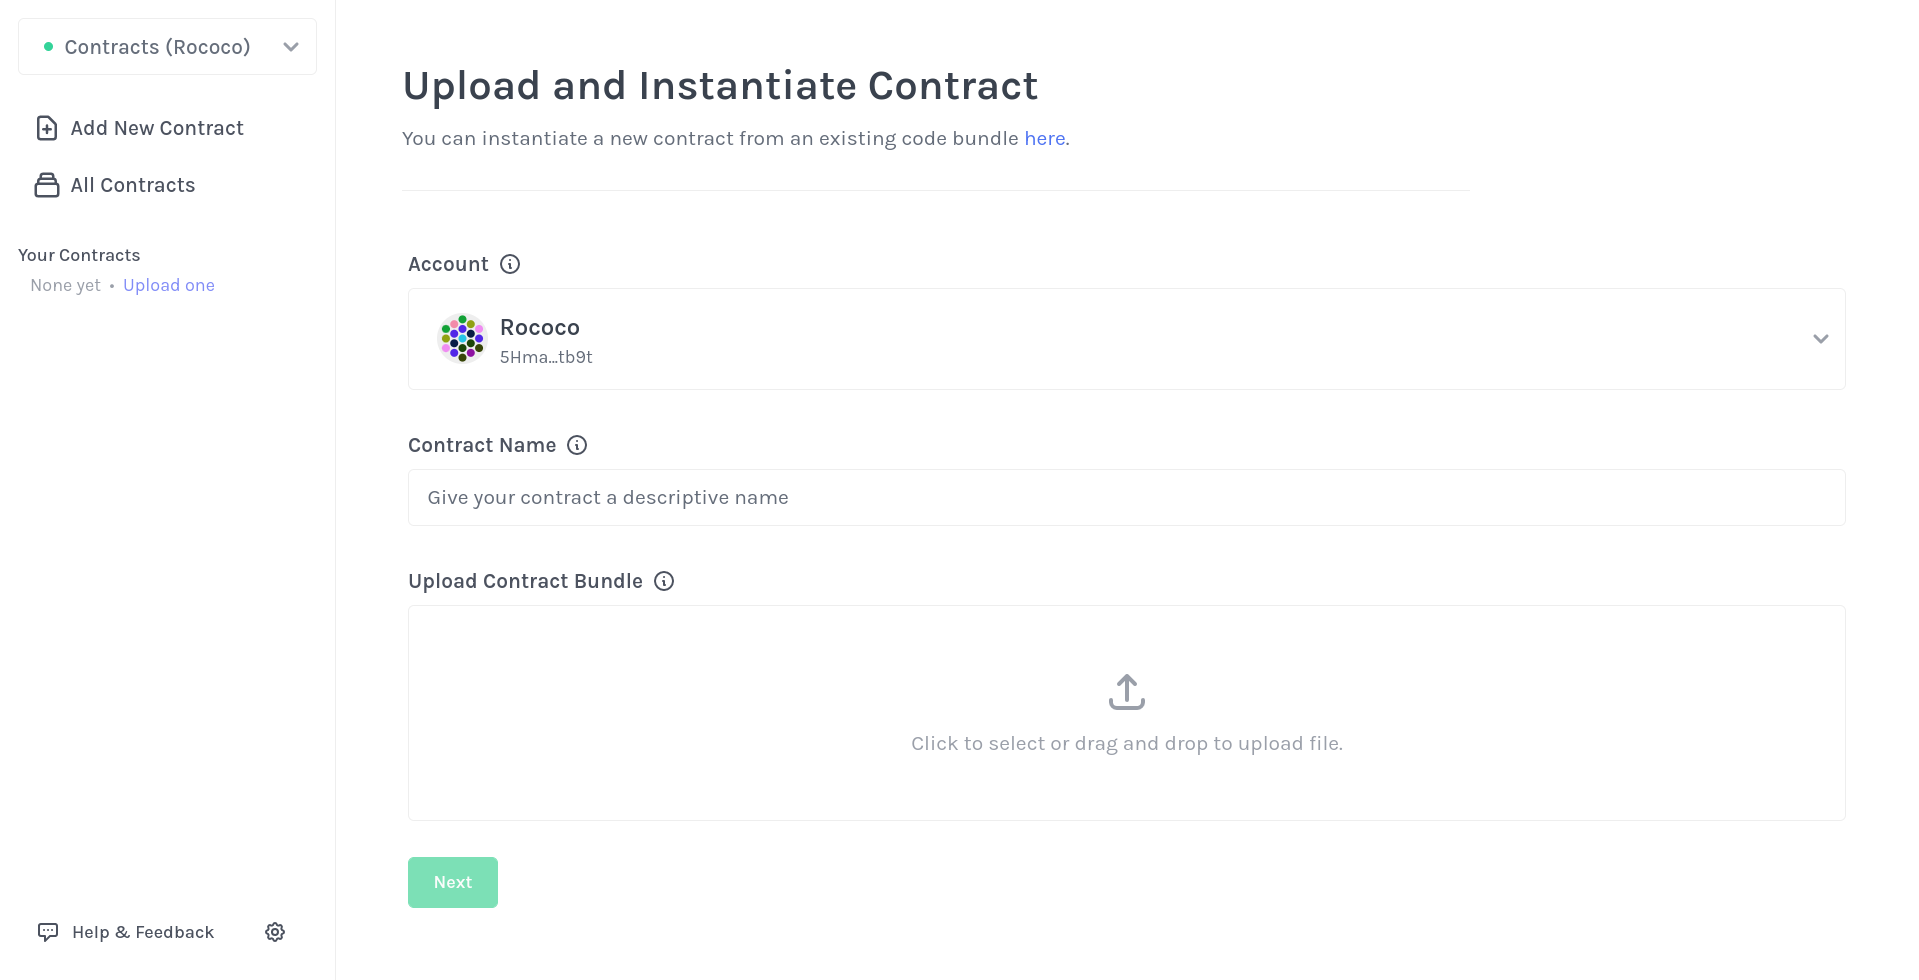 Contracts (Rococo)
Add New Contract
All Contracts
Your Contracts
None yet • Upload one
Help & Feedback
Upload and Instantiate Contract
You can instantiate a new contract from an existing code bundle here.
Account
Rococo
5Hma...tb9t
Contract Name
Give your contract a descriptive name
Upload Contract Bundle
Click to select or drag and drop to upload file.
Next